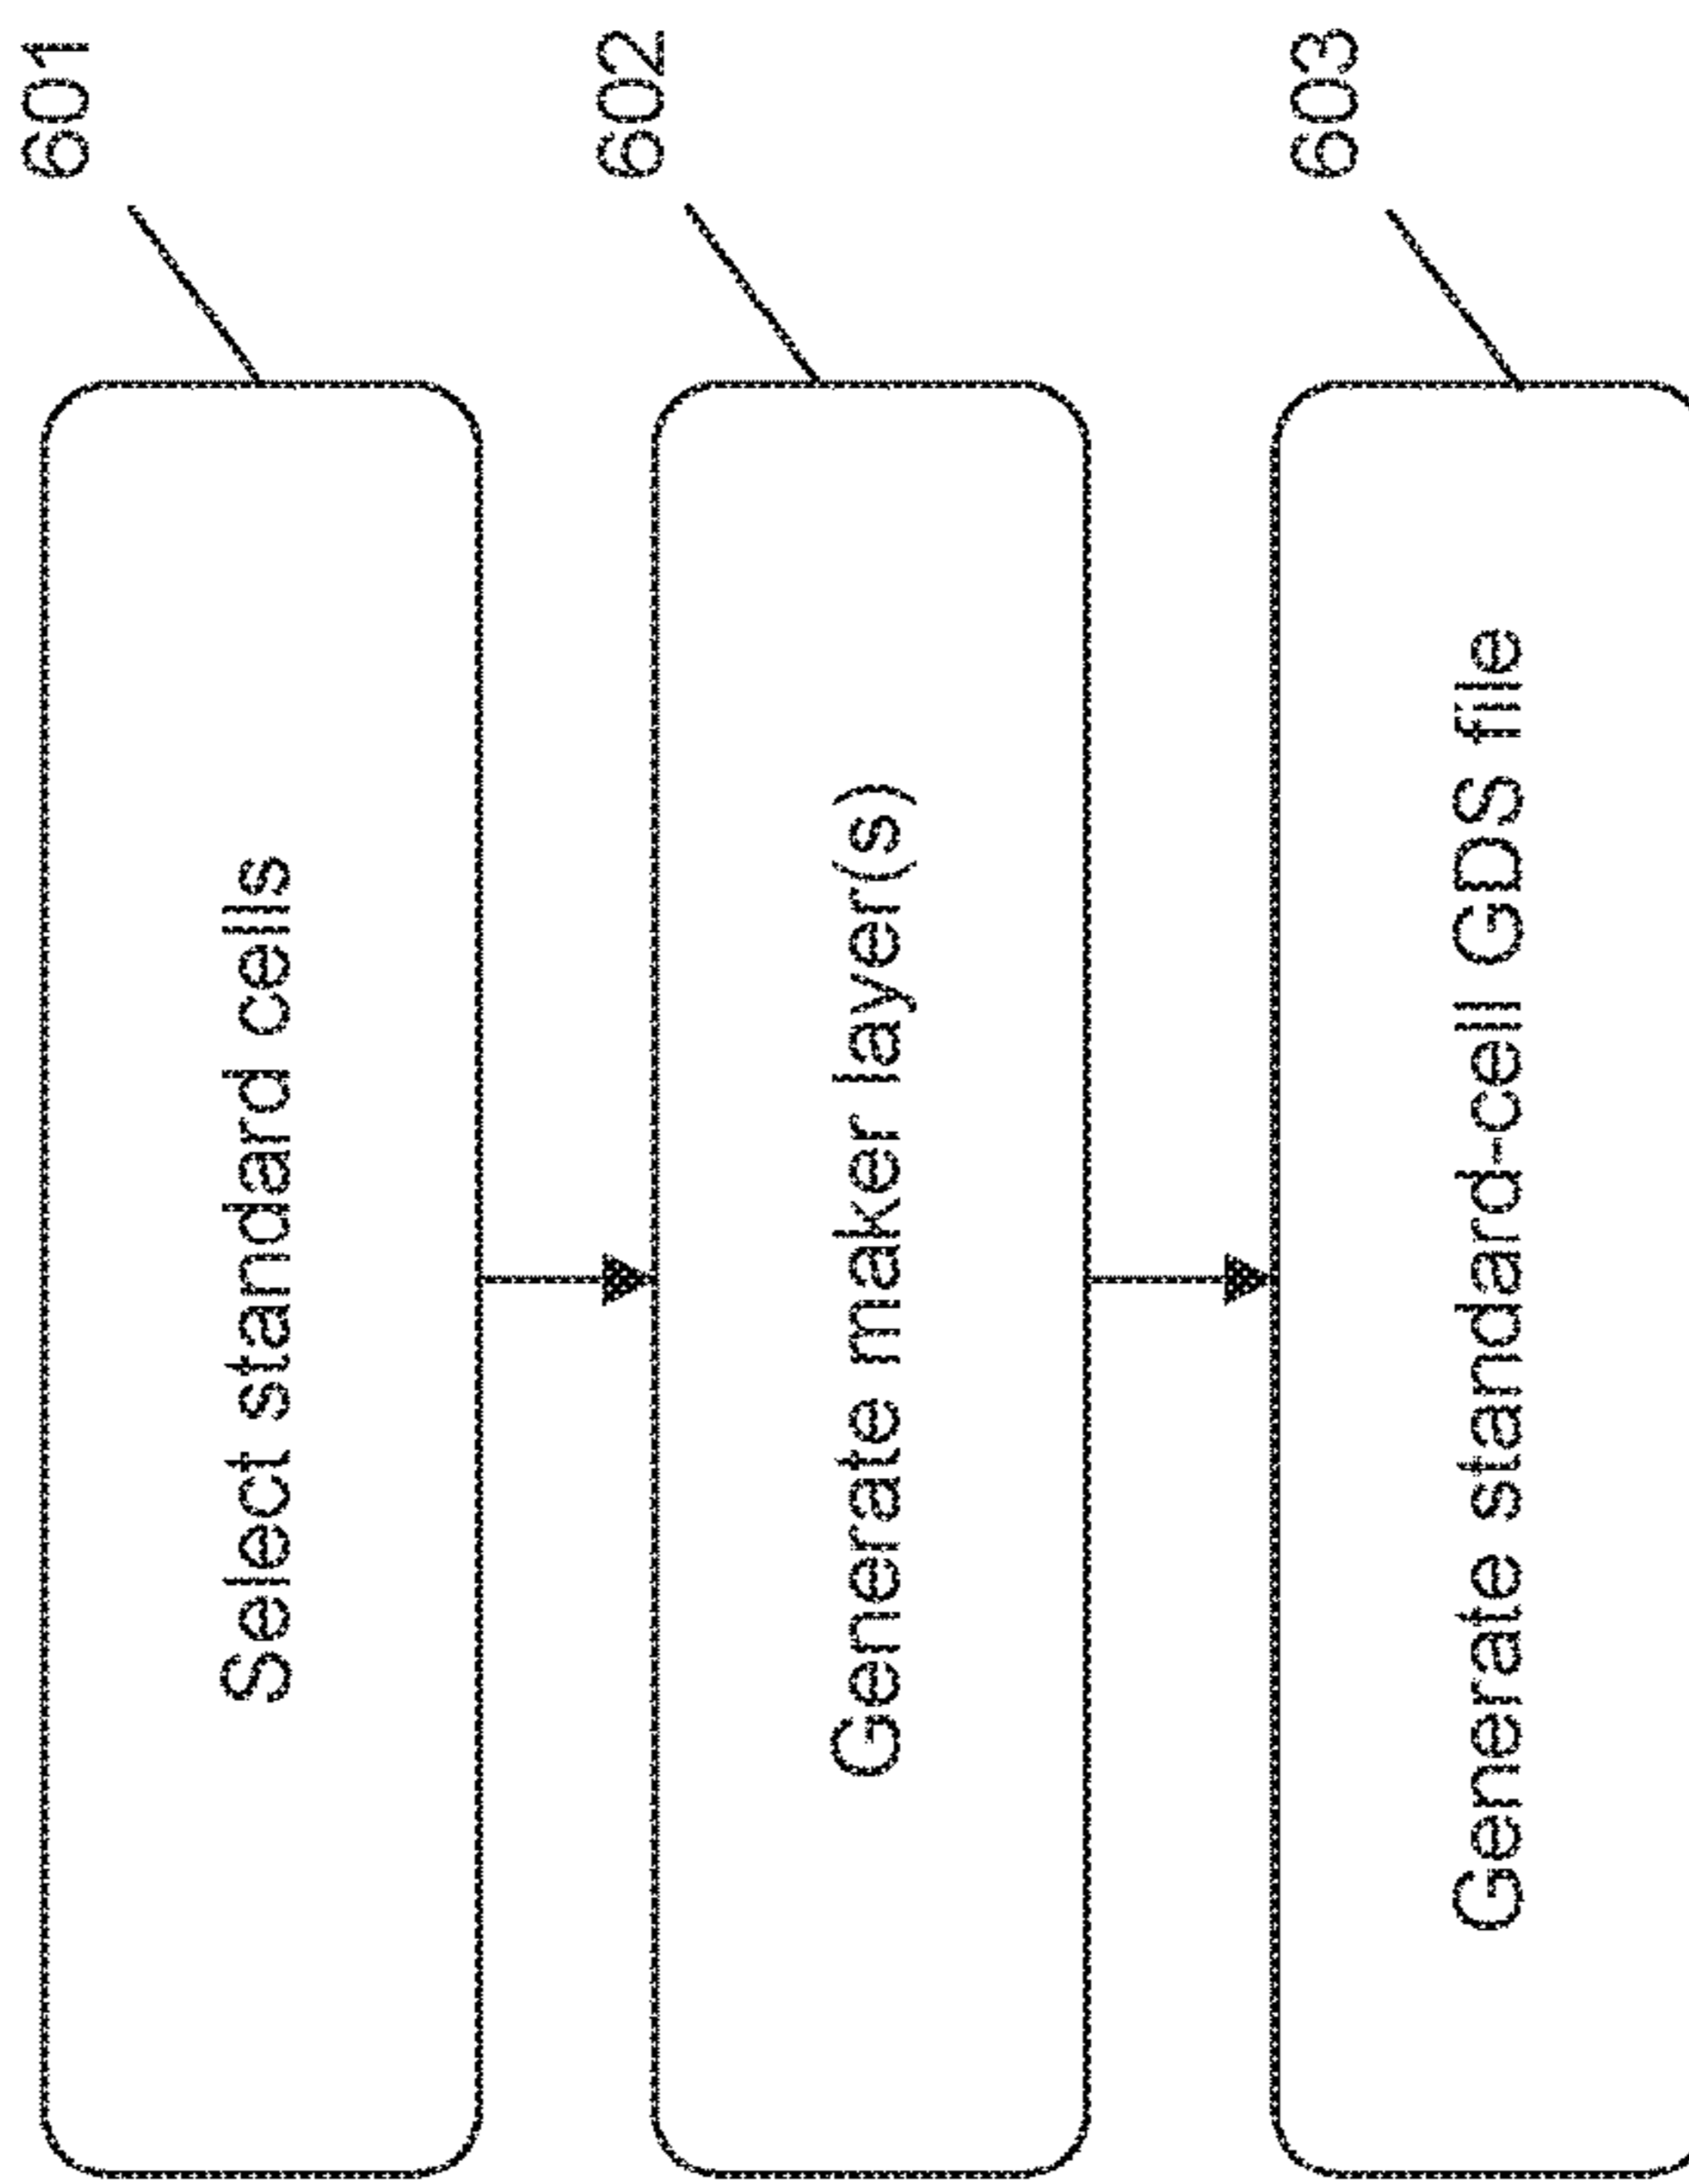 601
Select standard cells
602
Generate maker layer(s)
603
Generate standard-cell GDS file